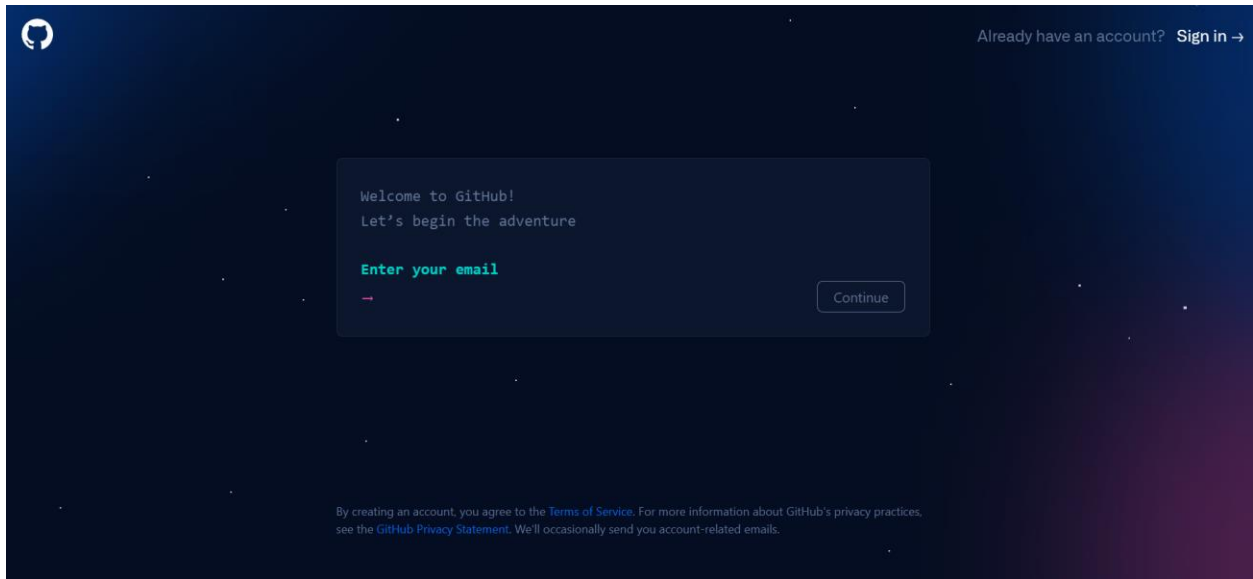 Already have an account? Sign in →
Welcome to GitHub!
Let's begin the adventure
Enter your email
→
Continue
By creating an account, you agree to the Terms of Service. For more information about GitHub's privacy practices,
see the GitHub Privacy Statement. We'll occasionally send you account-related emails.